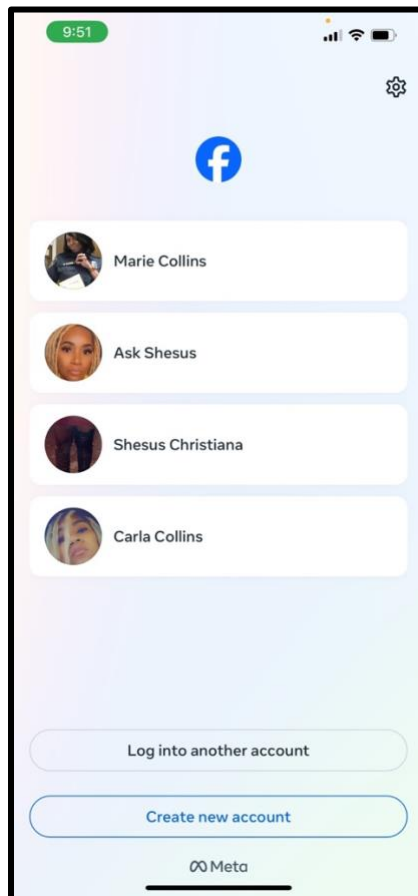 9:51
Marie Collins
Ask Shesus
Shesus Christiana
Carla Collins
Log into another account
Create new account
Meta